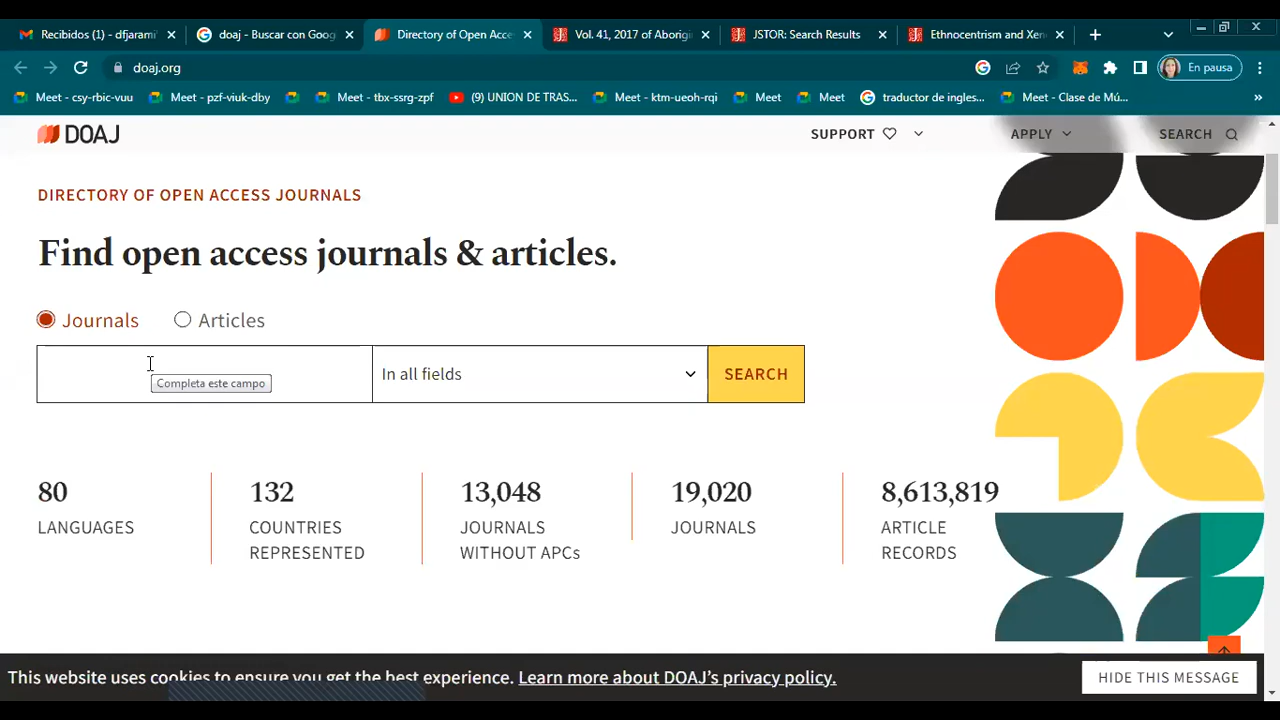 Recibidos (1) - dfjarami
doaj - Buscar con Goog
Directory of Open Acce
Vol. 41, 2017 of Aborigi
JSTOR: Search Results
Ethnocentrism and Xen
doaj.org
En pausa
Meet - csy-rbic-vuu
Meet - pzf-viuk-dby
Meet - tbx-ssrg-zpf
(9) UNION DE TRAS...
Meet - ktm-ueoh-rqi
Meet
Meet
traductor de ingles...
Meet - Clase de Mú...
DOAJ
SUPPORT
APPLY
SEARCH
DIRECTORY OF OPEN ACCESS JOURNALS
Find open access journals & articles.
Journals
Articles
Completa este campo
In all fields
SEARCH
80
LANGUAGES
132
COUNTRIES
REPRESENTED
13,048
JOURNALS
WITHOUT APCs
19,020
JOURNALS
8,613,819
ARTICLE
RECORDS
This website uses cookies to ensure you get the best experience. Learn more about DOAJ's privacy policy.
HIDE THIS MESSAGE